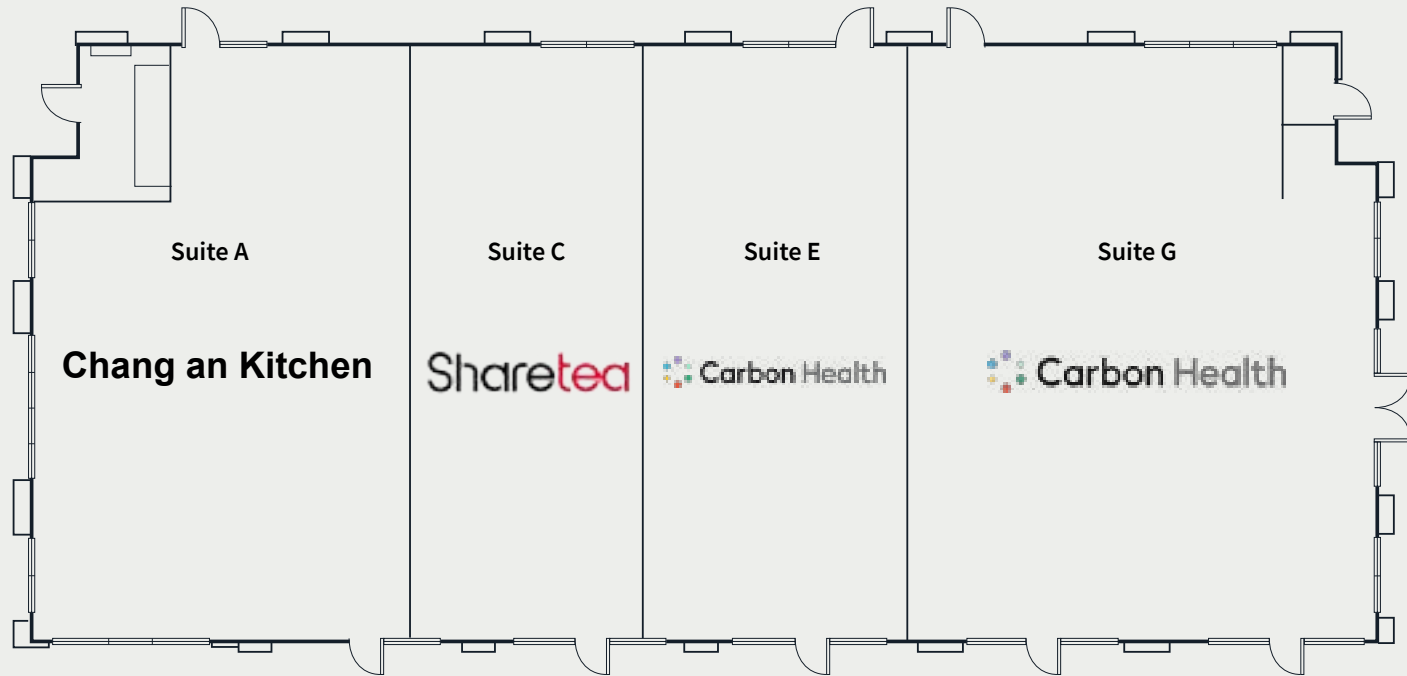 Suite A
Suite C
Suite E
Suite G
Chang an Kitchen
Sharetea
Carbon Health
Carbon Health